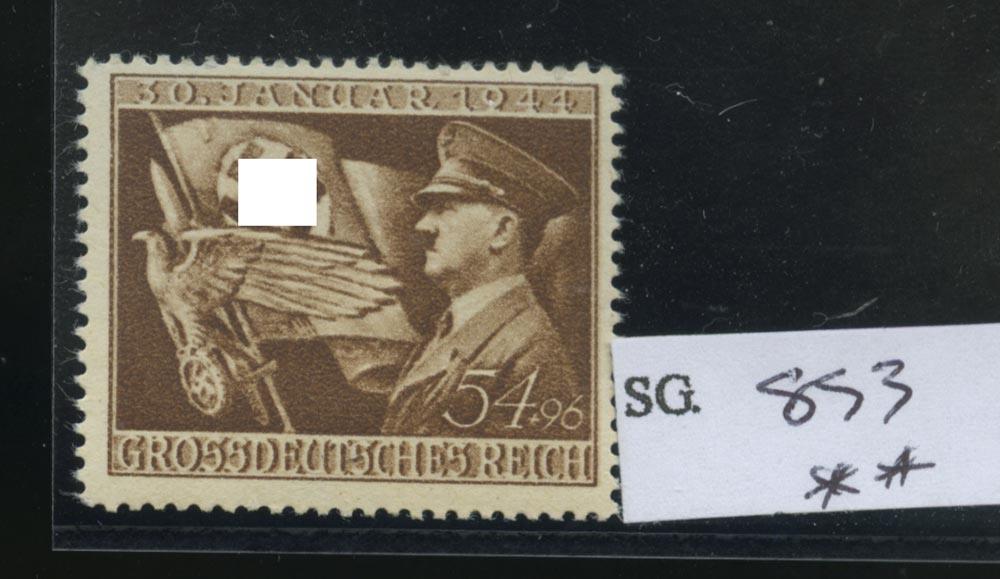 30. JANUAR. 1944
54+96
GROSSDEUTSCHES REICH
SG. 853
**